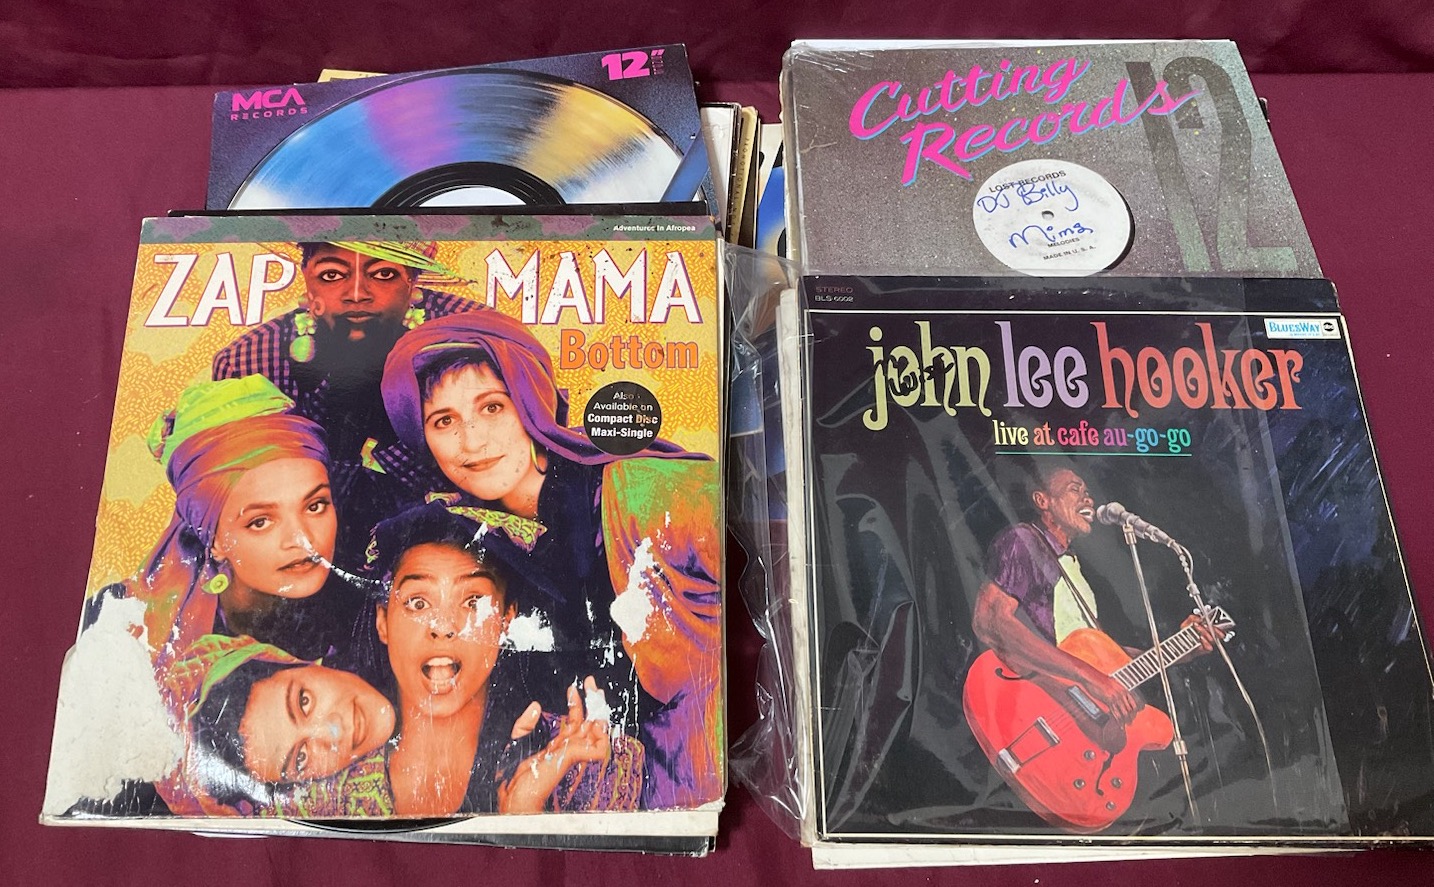 MCA
RECORDS
12"
Cutting
Records
12
LOST RECORDS
DJ Billy
Mims
MELODIES
MADE IN U. S. A.
Adventures In Afropea
ZAP MAMA
Bottom
Also
Available on
Compact Disc
Maxi-Single
STEREO
BLS 6002
BLUESWAY
john lee hooker
live at cafe au-go-go